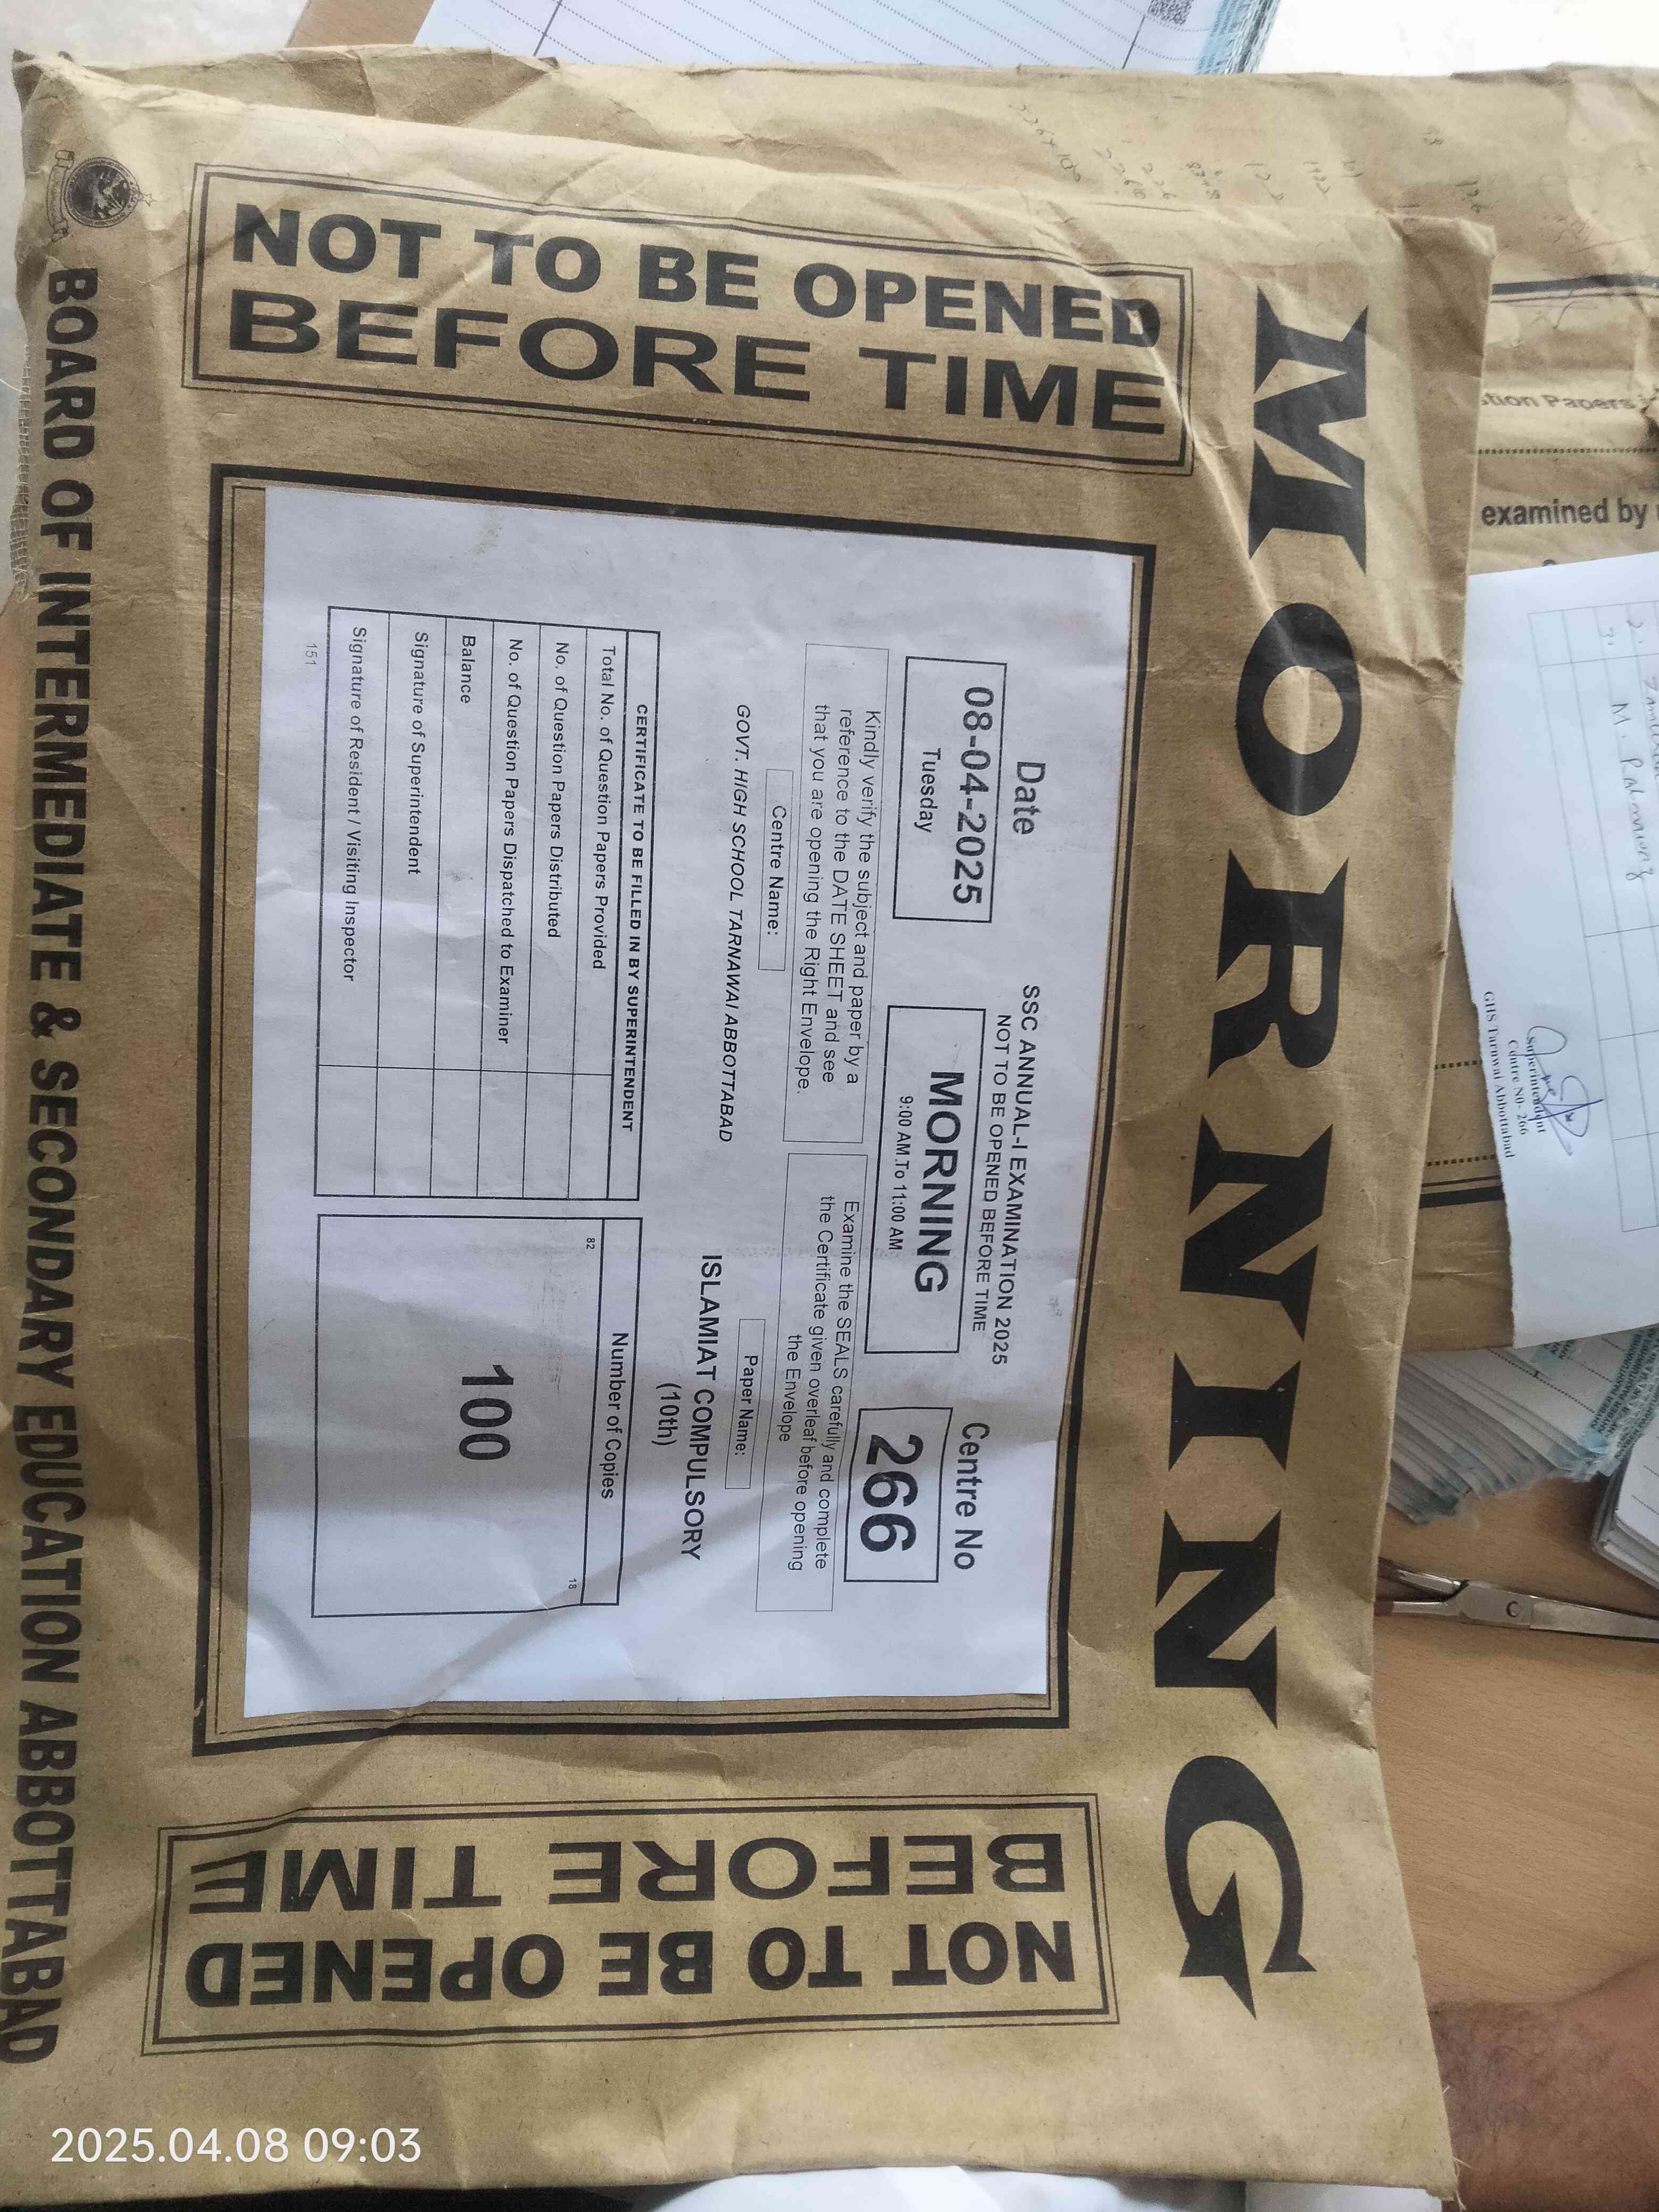 MORNING
NOT TO BE OPENED
BEFORE TIME
SSC ANNUAL-I EXAMINATION 2025
NOT TO BE OPENED BEFORE TIME
Date
08-04-2025
Tuesday
MORNING
9:00 AM.To 11:00 AM
Centre No
266
Kindly verify the subject and paper by a
reference to the DATE SHEET and see
that you are opening the Right Envelope.
Examine the SEALS carefully and complete
the Certificate given overleaf before opening
the Envelope
Centre Name:
GOVT. HIGH SCHOOL TARNAWAI ABBOTTABAD
Paper Name:
ISLAMIAT COMPULSORY
(10th)
CERTIFICATE TO BE FILLED IN BY SUPERINTENDENT
Total No. of Question Papers Provided
No. of Question Papers Distributed
No. of Question Papers Dispatched to Examiner
Balance
Signature of Superintendent
Signature of Resident / Visiting Inspector
151
Number of Copies
82
18
100
NOT TO BE OPENED
BEFORE TIME
BOARD OF INTERMEDIATE & SECONDARY EDUCATION ABBOTTABAD
tion Papers
examined by
2.
3.
M.
Superintendent
Centre N0- 266
GHS Tarnwai Abbottabad
2025.04.08 09:03